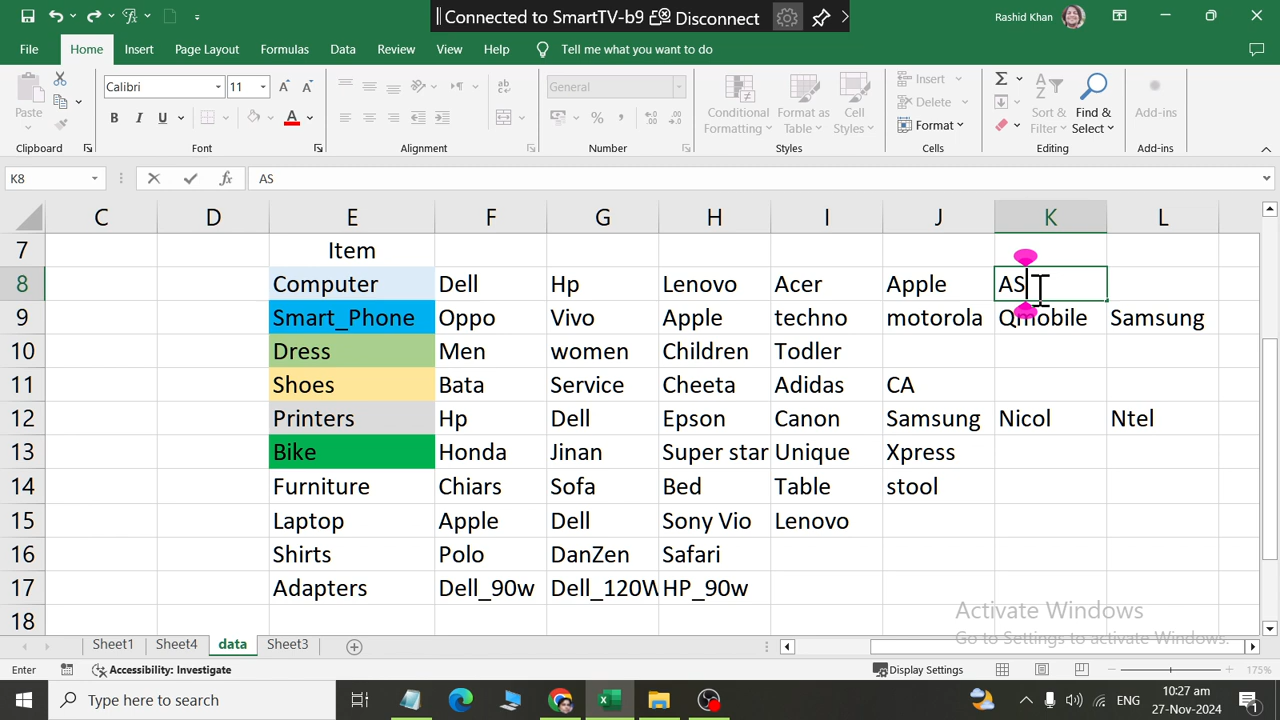 Connected to SmartTV-b9 Disconnect
Rashid Khan
File Home Insert Page Layout Formulas Data Review View Help Tell me what you want to do
Paste
Calibri 11
B I U A
ab
General
% ,
Conditional Formatting
Format as Table
Cell Styles
Insert
Delete
Format
Sort & Filter
Find & Select
Add-ins
Clipboard Font Alignment Number Styles Cells Editing Add-ins
K8 fx AS
C D E F G H I J K L
7 Item
8 Computer Dell Hp Lenovo Acer Apple AS
9 Smart_Phone Oppo Vivo Apple techno motorola Qmobile Samsung
10 Dress Men women Children Todler
11 Shoes Bata Service Cheeta Adidas CA
12 Printers Hp Dell Epson Canon Samsung Nicol Ntel
13 Bike Honda Jinan Super star Unique Xpress
14 Furniture Chiars Sofa Bed Table stool
15 Laptop Apple Dell Sony Vio Lenovo
16 Shirts Polo DanZen Safari
17 Adapters Dell_90w Dell_120W HP_90w
18
Activate Windows
Go to Settings to activate Windows.
Sheet1 Sheet4 data Sheet3
Enter Accessibility: Investigate Display Settings 175%
Type here to search
ENG
10:27 am
27-Nov-2024
1